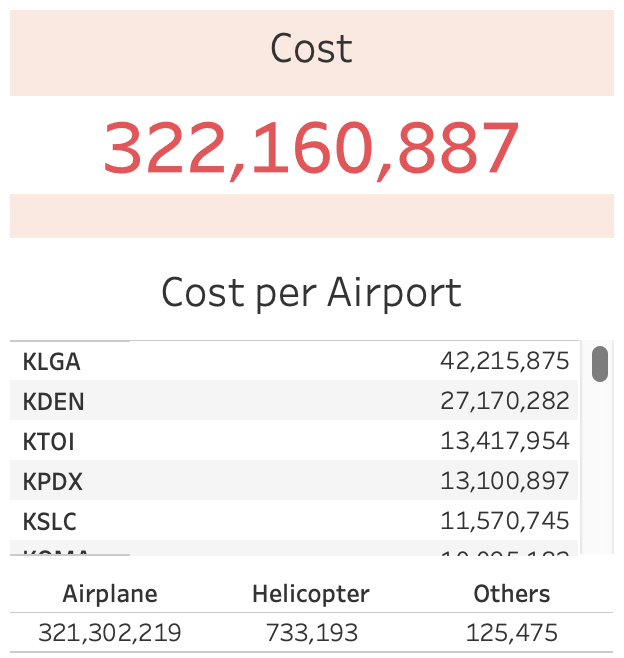 Cost
322,160,887
Cost per Airport
KLGA 42,215,875
KDEN 27,170,282
KTOI 13,417,954
KPDX 13,100,897
KSLC 11,570,745
Airplane Helicopter Others
321,302,219 733,193 125,475